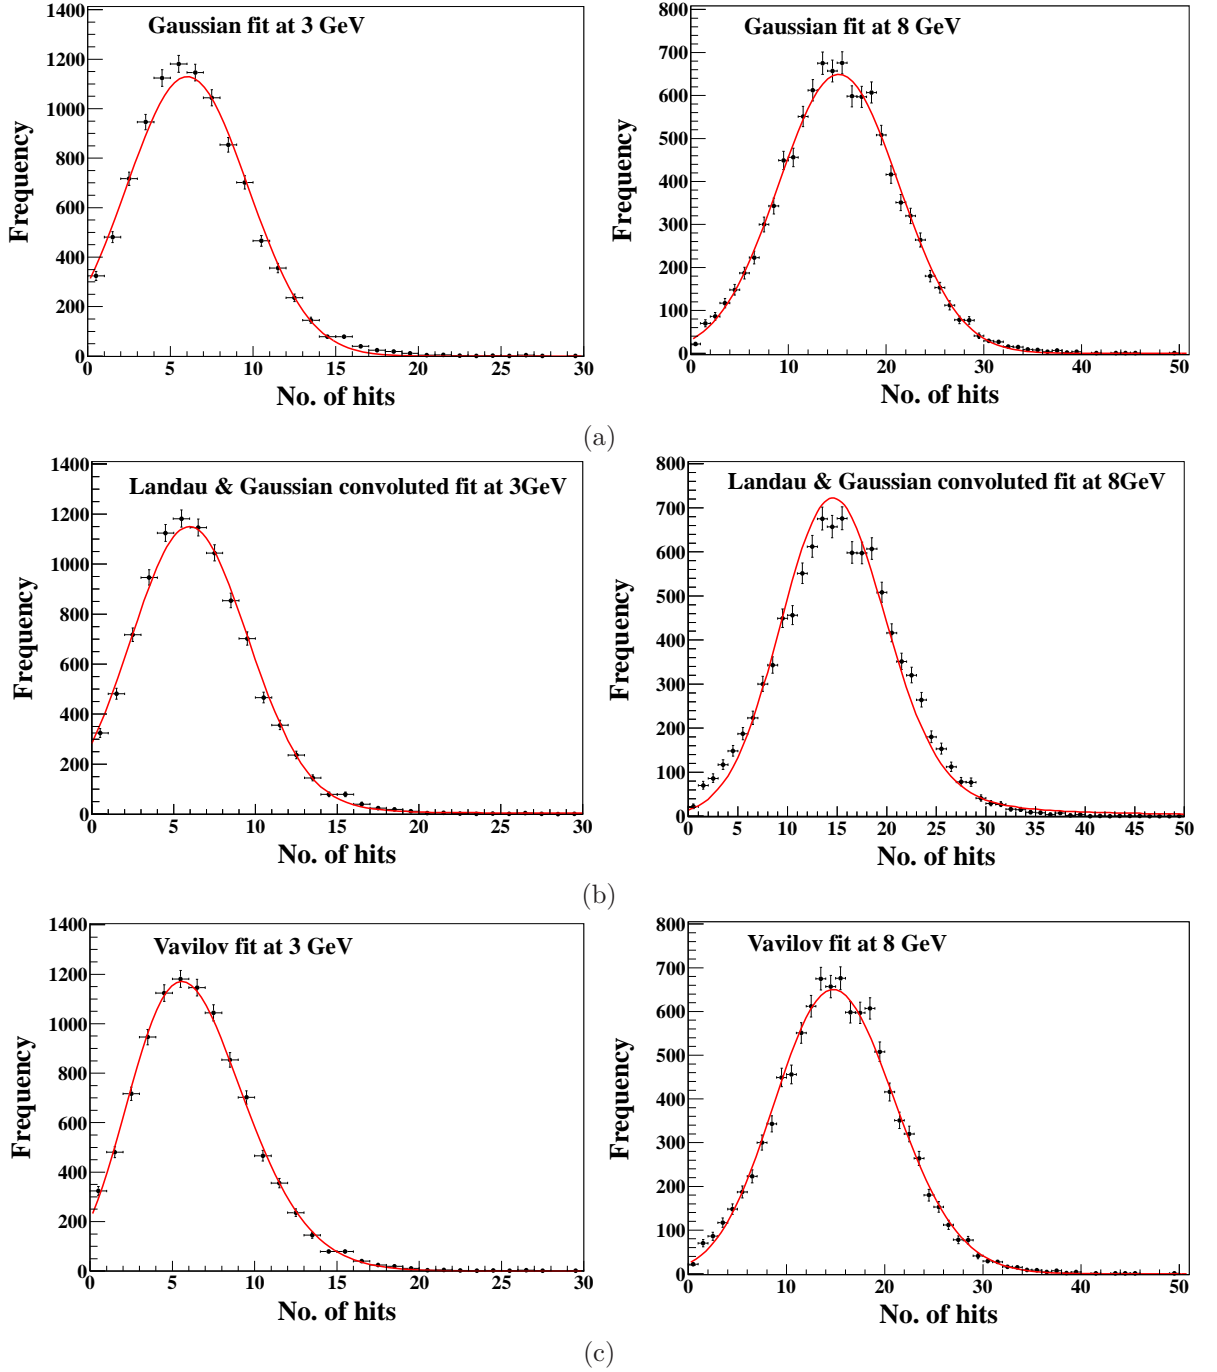 Gaussian fit at 3 GeV
1400
1200
1000
800
600
400
200
0
Frequency
0 5 10 15 20 25 30
No. of hits
Gaussian fit at 8 GeV
800
700
600
500
400
300
200
100
0
Frequency
0 10 20 30 40 50
No. of hits
(a)
Landau & Gaussian convoluted fit at 3GeV
1400
1200
1000
800
600
400
200
0
Frequency
0 5 10 15 20 25 30
No. of hits
Landau & Gaussian convoluted fit at 8GeV
800
700
600
500
400
300
200
100
0
Frequency
0 5 10 15 20 25 30 35 40 45 50
No. of hits
(b)
Vavilov fit at 3 GeV
1400
1200
1000
800
600
400
200
0
Frequency
0 5 10 15 20 25 30
No. of hits
Vavilov fit at 8 GeV
800
700
600
500
400
300
200
100
0
Frequency
0 10 20 30 40 50
No. of hits
(c)